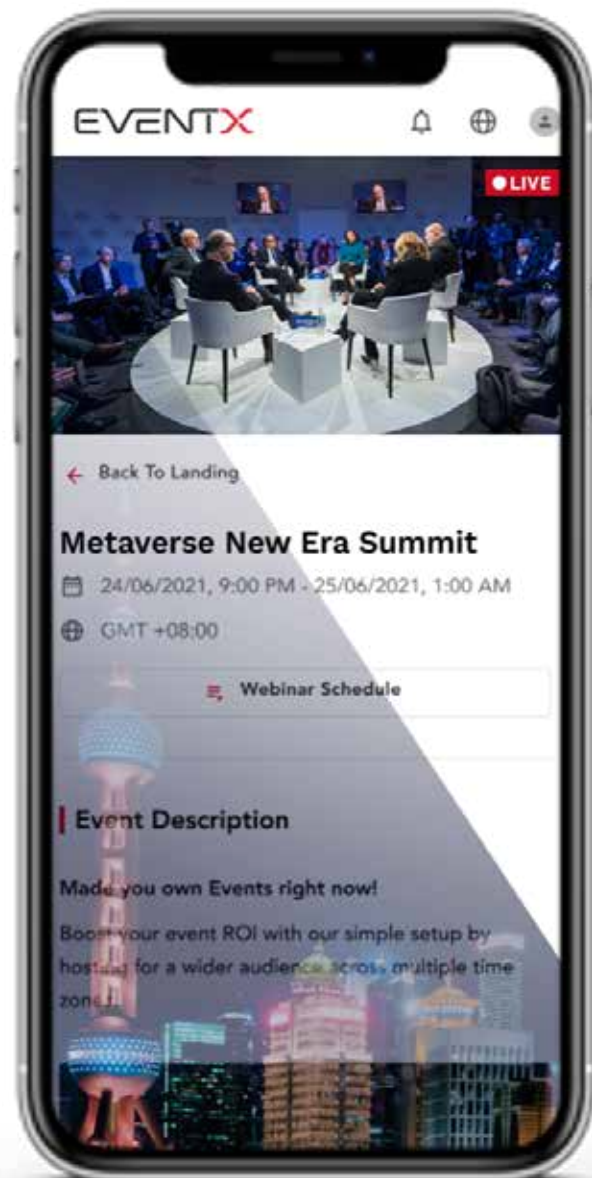 EVENTX
LIVE
Back To Landing
Metaverse New Era Summit
24/06/2021, 9:00 PM - 25/06/2021, 1:00 AM
GMT +08:00
Webinar Schedule
Event Description
Made you own Events right now!
Boost your event ROI with our simple setup by
hosting for a wider audience across multiple time